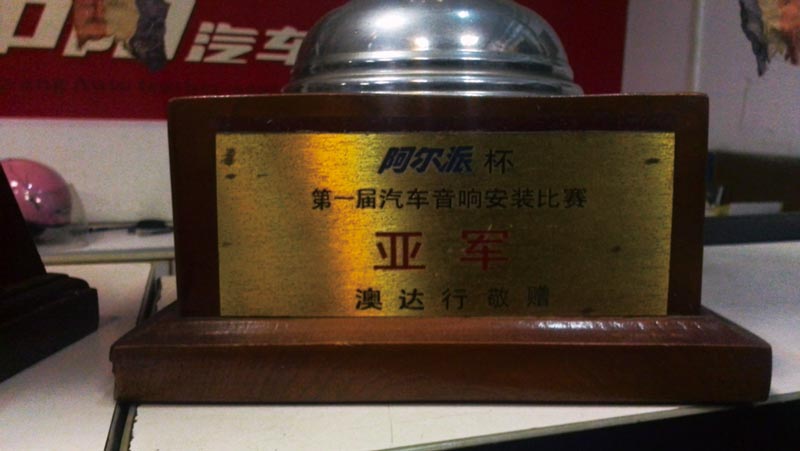 汽车
阿尔派 杯
第一届汽车音响安装比赛
亚军
澳达行敬赠